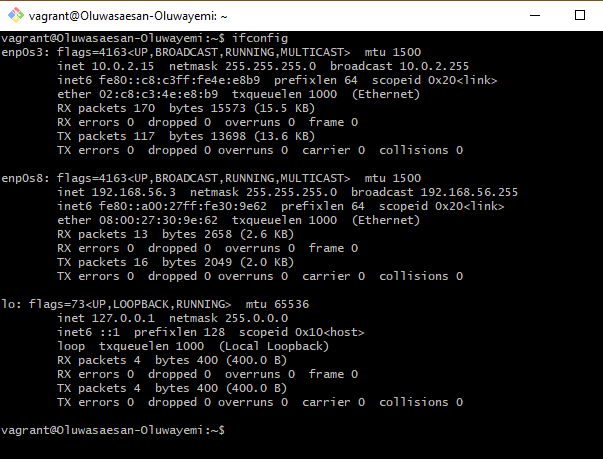 vagrant@Oluwasaesan-Oluwayemi: ~
vagrant@Oluwasaesan-Oluwayemi:~$ ifconfig
enp0s3: flags=4163<UP,BROADCAST,RUNNING,MULTICAST>  mtu 1500
        inet 10.0.2.15  netmask 255.255.255.0  broadcast 10.0.2.255
        inet6 fe80::c8:c3ff:fe4e:e8b9  prefixlen 64  scopeid 0x20<link>
        ether 02:c8:c3:4e:e8:b9  txqueuelen 1000  (Ethernet)
        RX packets 170  bytes 15573 (15.5 KB)
        RX errors 0  dropped 0  overruns 0  frame 0
        TX packets 117  bytes 13698 (13.6 KB)
        TX errors 0  dropped 0 overruns 0  carrier 0  collisions 0
enp0s8: flags=4163<UP,BROADCAST,RUNNING,MULTICAST>  mtu 1500
        inet 192.168.56.3  netmask 255.255.255.0  broadcast 192.168.56.255
        inet6 fe80::a00:27ff:fe30:9e62  prefixlen 64  scopeid 0x20<link>
        ether 08:00:27:30:9e:62  txqueuelen 1000  (Ethernet)
        RX packets 13  bytes 2658 (2.6 KB)
        RX errors 0  dropped 0  overruns 0  frame 0
        TX packets 16  bytes 2049 (2.0 KB)
        TX errors 0  dropped 0 overruns 0  carrier 0  collisions 0
lo: flags=73<UP,LOOPBACK,RUNNING>  mtu 65536
        inet 127.0.0.1  netmask 255.0.0.0
        inet6 ::1  prefixlen 128  scopeid 0x10<host>
        loop  txqueuelen 1000  (Local Loopback)
        RX packets 4  bytes 400 (400.0 B)
        RX errors 0  dropped 0  overruns 0  frame 0
        TX packets 4  bytes 400 (400.0 B)
        TX errors 0  dropped 0 overruns 0  carrier 0  collisions 0
vagrant@Oluwasaesan-Oluwayemi:~$